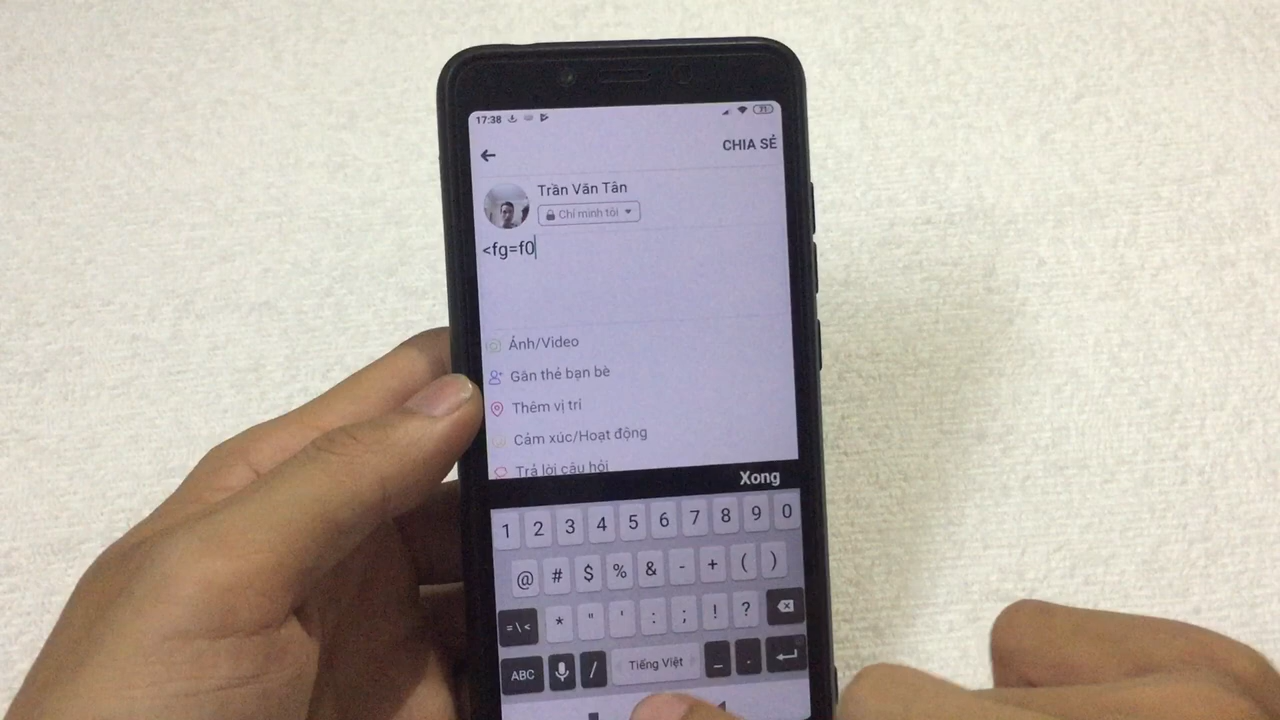 17:38
71
CHIA SẺ
Trần Văn Tân
Chỉ mình tôi
<fg=f0
Ảnh/Video
Gắn thẻ bạn bè
Thêm vị trí
Cảm xúc/Hoạt động
Trả lời câu hỏi
Xong
1 2 3 4 5 6 7 8 9 0
@ # $ % & - + ( )
=\< * " ' : ; ! ?
ABC / Tiếng Việt _ .